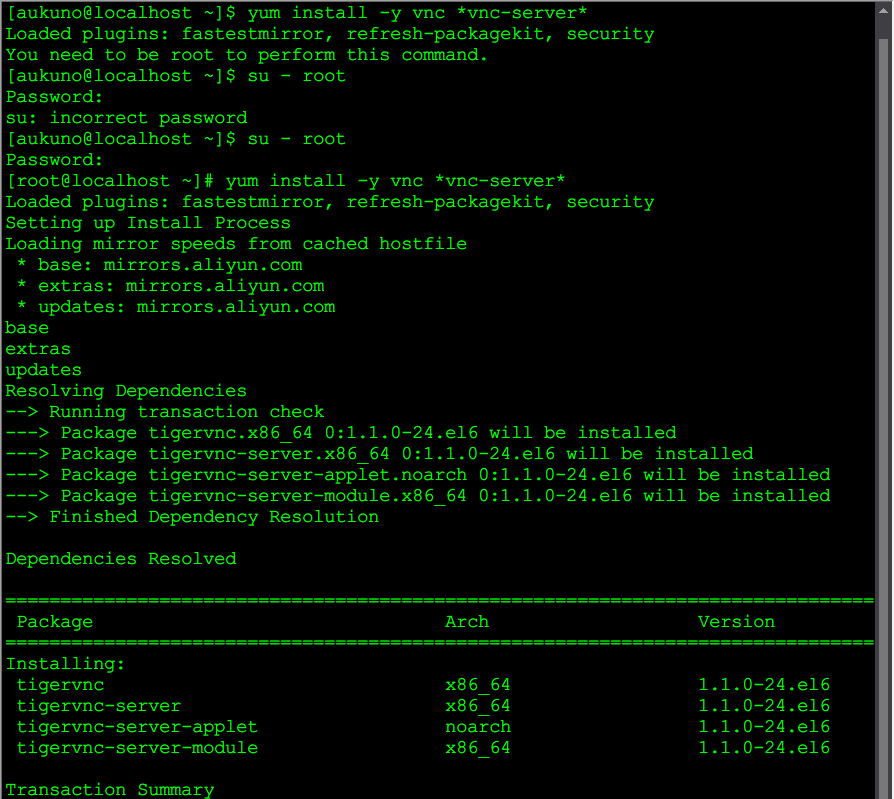 [aukuno@localhost ~]$ yum install -y vnc *vnc-server*
Loaded plugins: fastestmirror, refresh-packagekit, security
You need to be root to perform this command.
[aukuno@localhost ~]$ su - root
Password:
su: incorrect password
[aukuno@localhost ~]$ su - root
Password:
[root@localhost ~]# yum install -y vnc *vnc-server*
Loaded plugins: fastestmirror, refresh-packagekit, security
Setting up Install Process
Loading mirror speeds from cached hostfile
 * base: mirrors.aliyun.com
 * extras: mirrors.aliyun.com
 * updates: mirrors.aliyun.com
base
extras
updates
Resolving Dependencies
--> Running transaction check
---> Package tigervnc.x86_64 0:1.1.0-24.el6 will be installed
---> Package tigervnc-server.x86_64 0:1.1.0-24.el6 will be installed
---> Package tigervnc-server-applet.noarch 0:1.1.0-24.el6 will be installed
---> Package tigervnc-server-module.x86_64 0:1.1.0-24.el6 will be installed
--> Finished Dependency Resolution

Dependencies Resolved

===============================================================================
 Package                                Arch                   Version
===============================================================================
Installing:
 tigervnc                               x86_64                 1.1.0-24.el6
 tigervnc-server                        x86_64                 1.1.0-24.el6
 tigervnc-server-applet                 noarch                 1.1.0-24.el6
 tigervnc-server-module                 x86_64                 1.1.0-24.el6

Transaction Summary